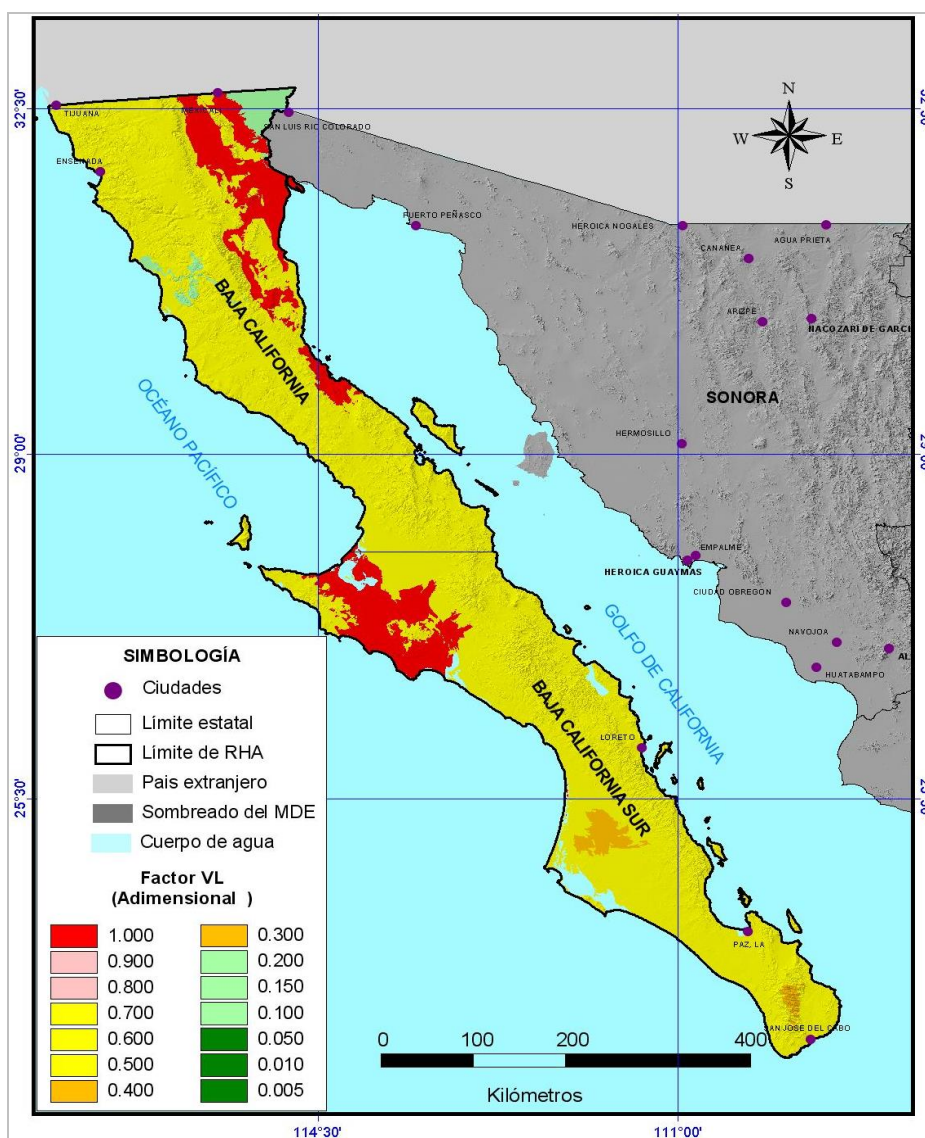 N
W E
S
32°30'
TIJUANA
MEXICALI
SAN LUIS RIC COLORADO
ENSENADA
PUERTO PEÑASCO
HEROICA NOGALES
AGUA PRIETA
CANANEA
ARIZPE
NACOZARI DE GARCI
BAJA CALIFORNIA
SONORA
OCÉANO PACÍFICO
HERMOSILLO
29°00'
EMPALME
HEROICA GUAYMAS
CIUDAD OBREGON
GOLFO DE CALIFORNIA
NAVOJOA
AL
HUATABAMPO
BAJA CALIFORNIA SUR
LORETO
25°30'
PAZ, LA
SAN JOSE DEL CABO
SIMBOLOGÍA
Ciudades
Límite estatal
Límite de RHA
Pais extranjero
Sombreado del MDE
Cuerpo de agua
Factor VL
(Adimensional )
1.000 0.300
0.900 0.200
0.800 0.150
0.700 0.100
0.600 0.050
0.500 0.010
0.400 0.005
0 100 200 400
Kilómetros
114°30' 111°00'